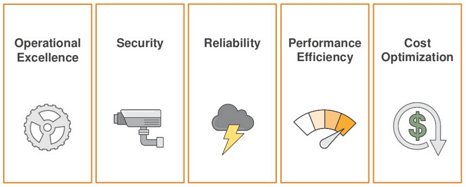 Operational
Excellence
Security
Reliability
Performance
Efficiency
Cost
Optimization
$